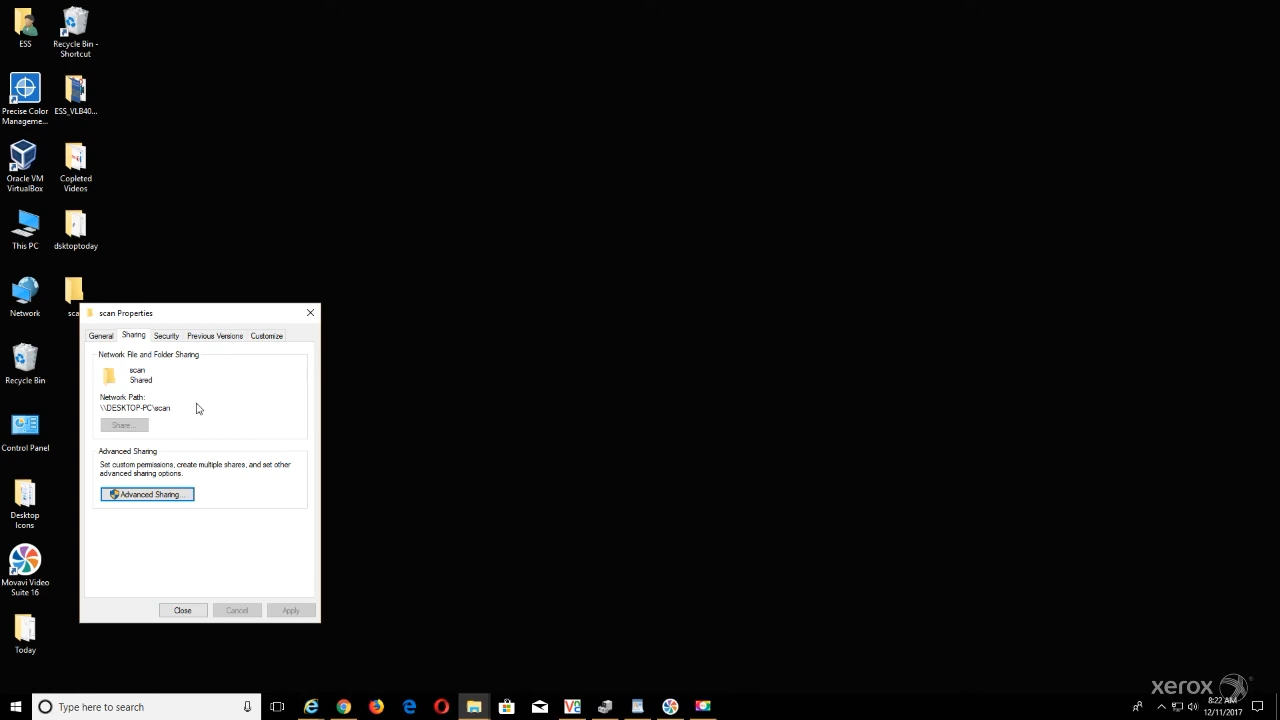 ESS
Recycle Bin -
Shortcut
Precise Color
Manageme...
ESS_VLB40...
Oracle VM
VirtualBox
Copleted
Videos
This PC
dsktoptoday
Network
sca
scan Properties
General
Sharing
Security
Previous Versions
Customize
Network File and Folder Sharing
scan
Shared
Network Path:
\\DESKTOP-PC\scan
Share...
Advanced Sharing
Set custom permissions, create multiple shares, and set other
advanced sharing options.
Advanced Sharing...
Close
Cancel
Apply
Recycle Bin
Control Panel
Desktop
Icons
Movavi Video
Suite 16
Today
Type here to search
xerox
8:22 AM
12/11/2017